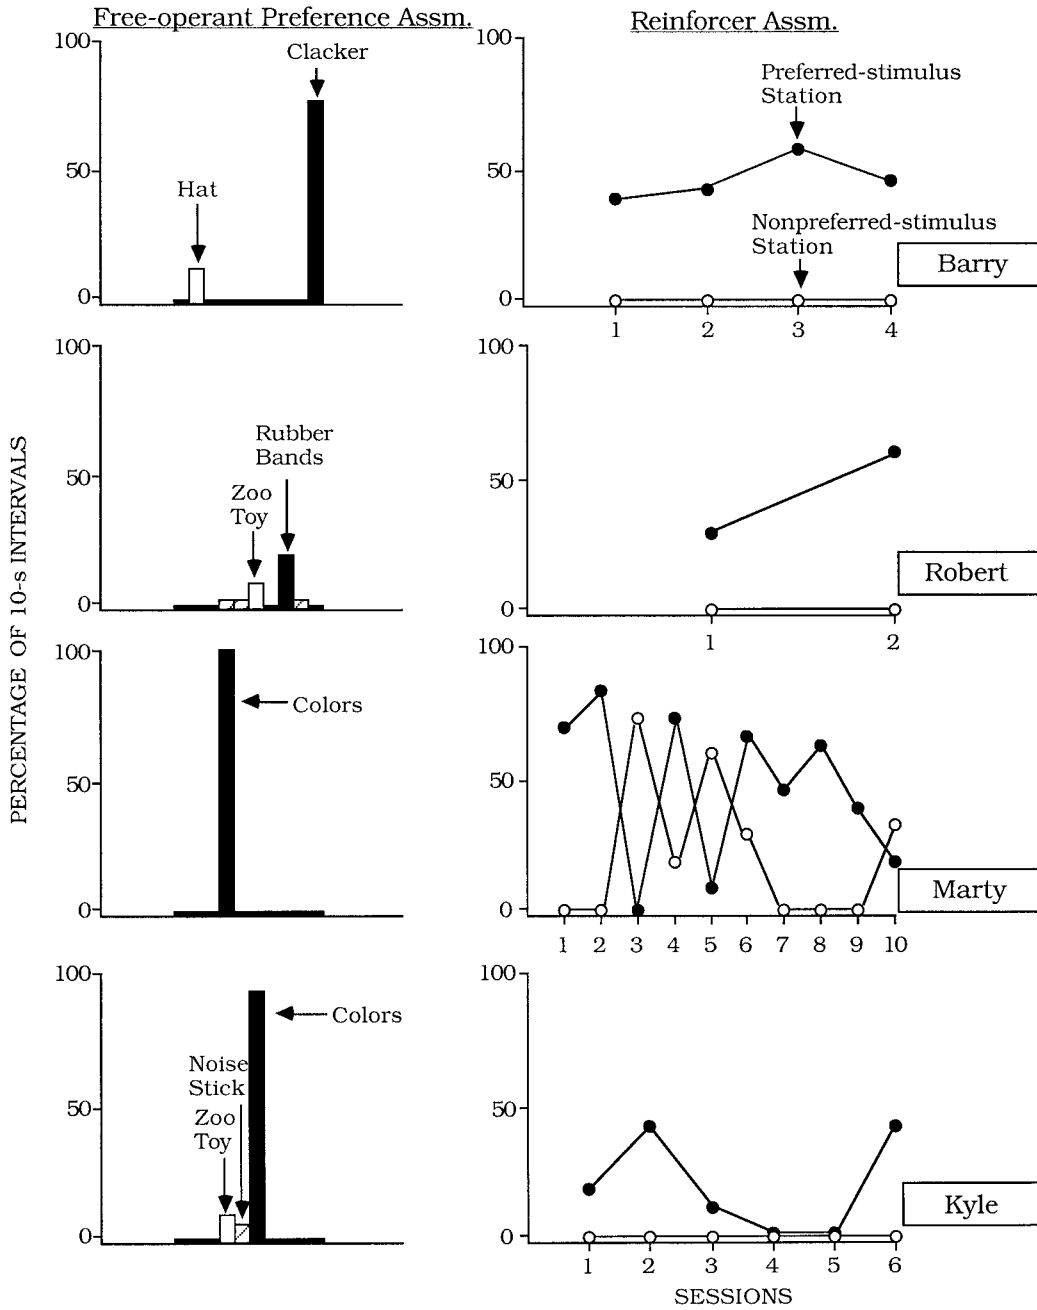 Free-operant Preference Assm.
Reinforcer Assm.
PERCENTAGE OF 10-s INTERVALS
100
50
0
Clacker
Hat
100
50
0
Preferred-stimulus
Station
Nonpreferred-stimulus
Station
Barry
1 2 3 4
100
50
0
Rubber
Bands
Zoo
Toy
100
50
0
Robert
1 2
100
50
0
Colors
100
50
0
Marty
1 2 3 4 5 6 7 8 9 10
100
50
0
Colors
Noise
Stick
Zoo
Toy
100
50
0
Kyle
1 2 3 4 5 6
SESSIONS